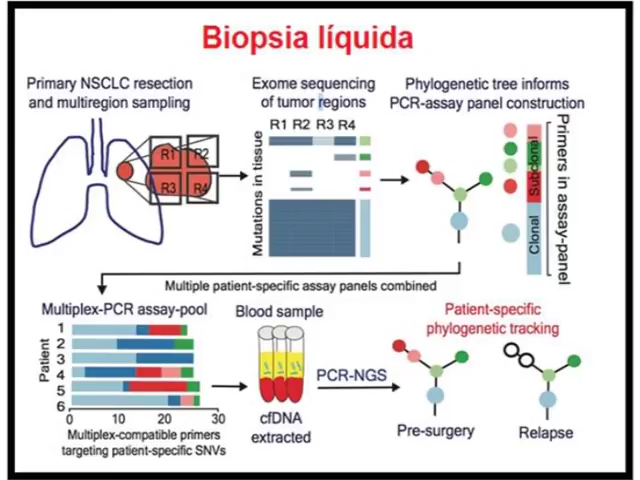 Biopsia líquida
Primary NSCLC resection
and multiregion sampling
Exome sequencing
of tumor regions
Phylogenetic tree informs
PCR-assay panel construction
R1 R2 R3 R4
R1 R2
R3 R4
Mutations in tissue
Subclonal
Clonal
Primers in assay-panel
Multiple patient-specific assay panels combined
Multiplex-PCR assay-pool
Patient
1
2
3
4
5
6
0 10 20 30
Multiplex-compatible primers
targeting patient-specific SNVs
Blood sample
cfDNA
extracted
PCR-NGS
Patient-specific
phylogenetic tracking
Pre-surgery
Relapse